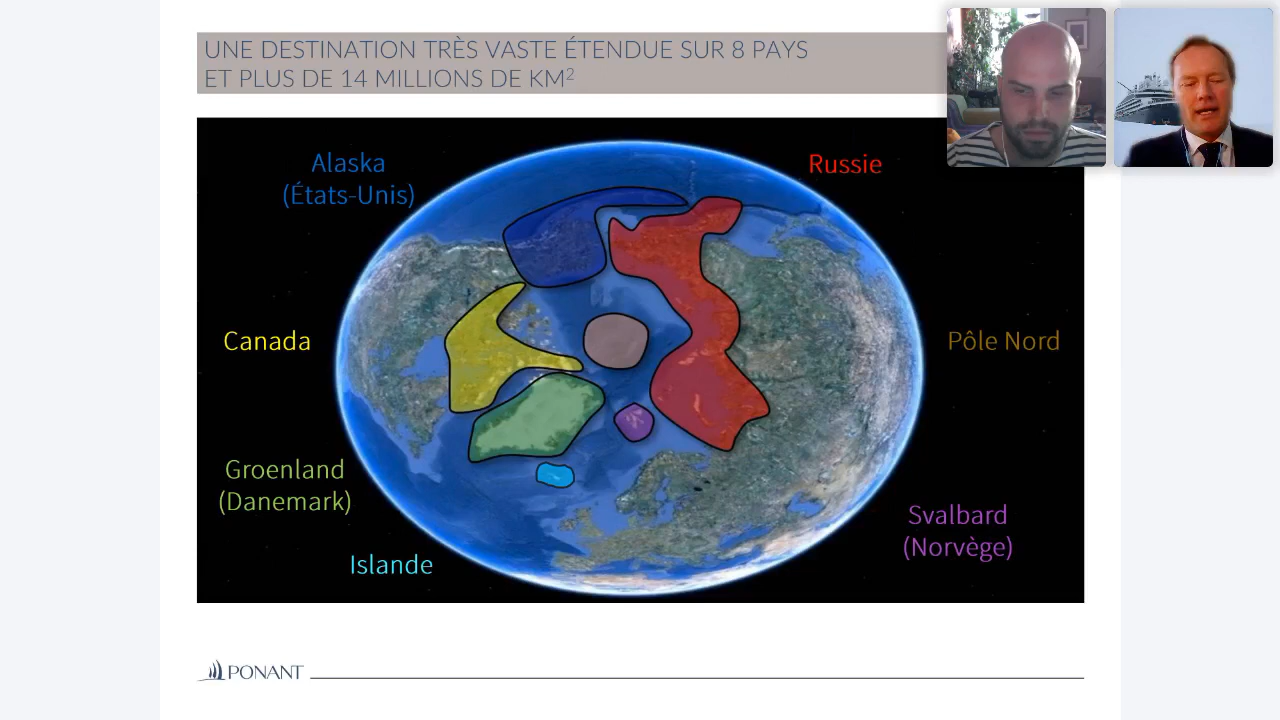 UNE DESTINATION TRÈS VASTE ÉTENDUE SUR 8 PAYS
ET PLUS DE 14 MILLIONS DE KM²
Alaska
(États-Unis)
Russie
Canada
Pôle Nord
Groenland
(Danemark)
Svalbard
(Norvège)
Islande
PONANT